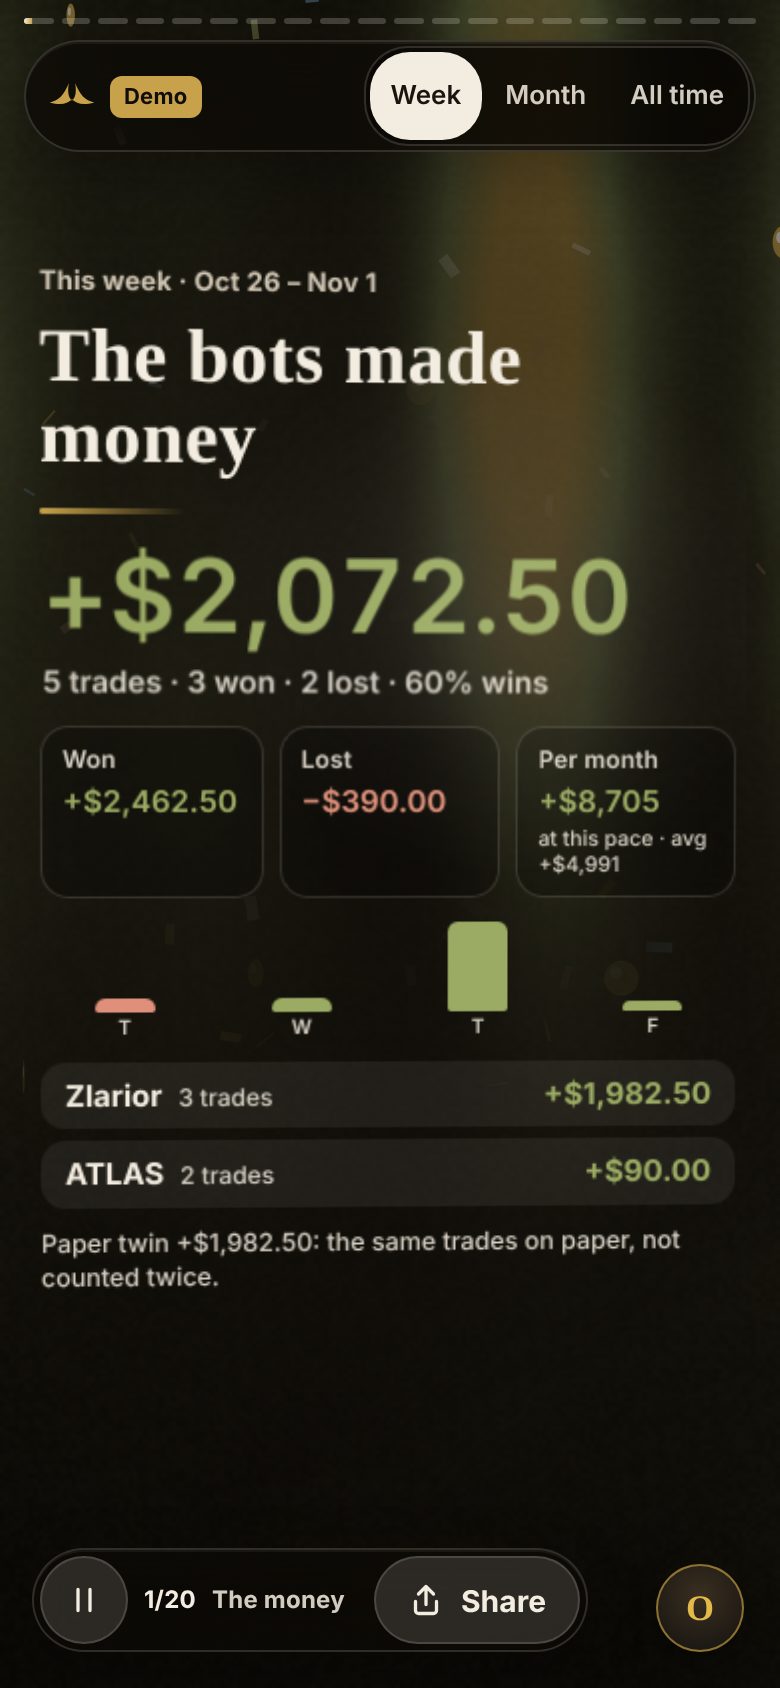 Demo
Week Month All time
This week · Oct 26 – Nov 1
The bots made
money
+$2,072.50
5 trades · 3 won · 2 lost · 60% wins
Won
+$2,462.50
Lost
−$390.00
Per month
+$8,705
at this pace · avg
+$4,991
T W T F
Zlarior 3 trades +$1,982.50
ATLAS 2 trades +$90.00
Paper twin +$1,982.50: the same trades on paper, not
counted twice.
1/20 The money Share
O